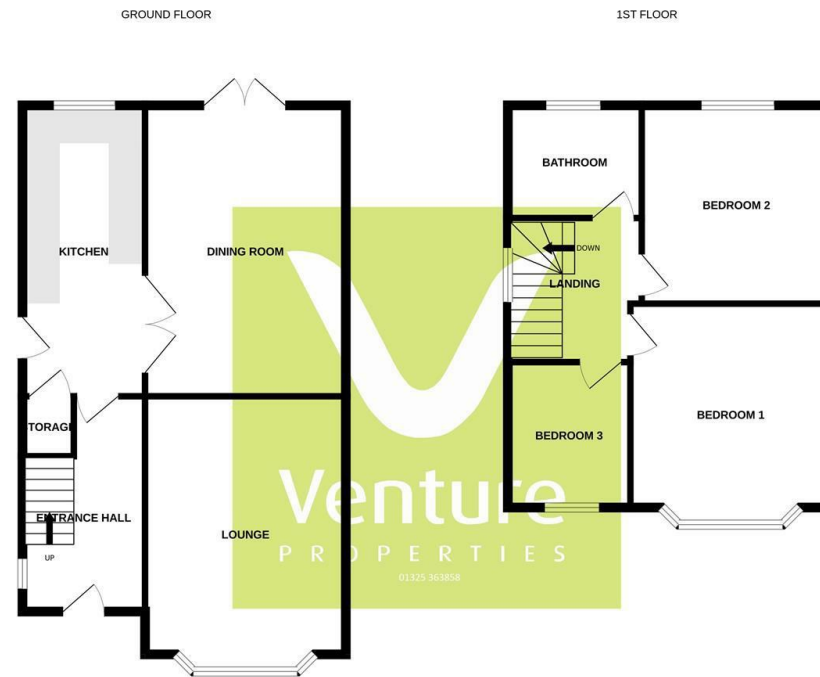 GROUND FLOOR
1ST FLOOR
BATHROOM
BEDROOM 2
KITCHEN
DINING ROOM
DOWN
LANDING
BEDROOM 1
TORAG
BEDROOM 3
ENTRANCE HALL
LOUNGE
UP
Venture
PROPERTIES
01325 363858